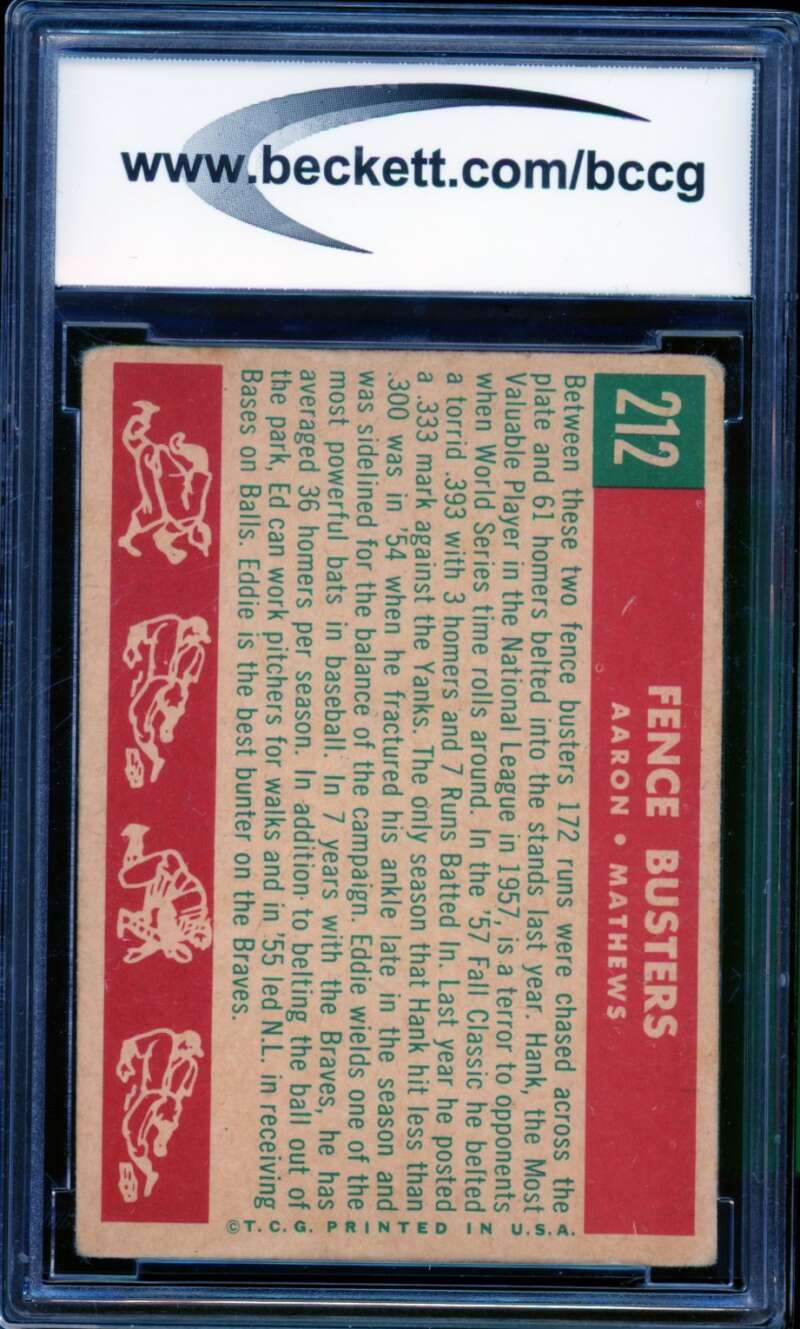 www.beckett.com/bccg
212
FENCE BUSTERS
AARON • MATHEWS
Between these two fence busters 172 runs were chased across the
plate and 61 homers belted into the stands last year. Hank, the Most
Valuable Player in the National League in 1957, is a terror to opponents
when World Series time rolls around. In the '57 Fall Classic he belted
a torrid .393 with 3 homers and 7 Runs Batted In. Last year he posted
a .333 mark against the Yanks. The only season that Hank hit less than
.300 was in '54 when he fractured his ankle late in the season and
was sidelined for the balance of the campaign. Eddie wields one of the
most powerful bats in baseball. In 7 years with the Braves, he has
averaged 36 homers per season. In addition to belting the ball out of
the park, Ed can work pitchers for walks and in '55 led N.L. in receiving
Bases on Balls. Eddie is the best bunter on the Braves.
©T.C.G. PRINTED IN U.S.A.